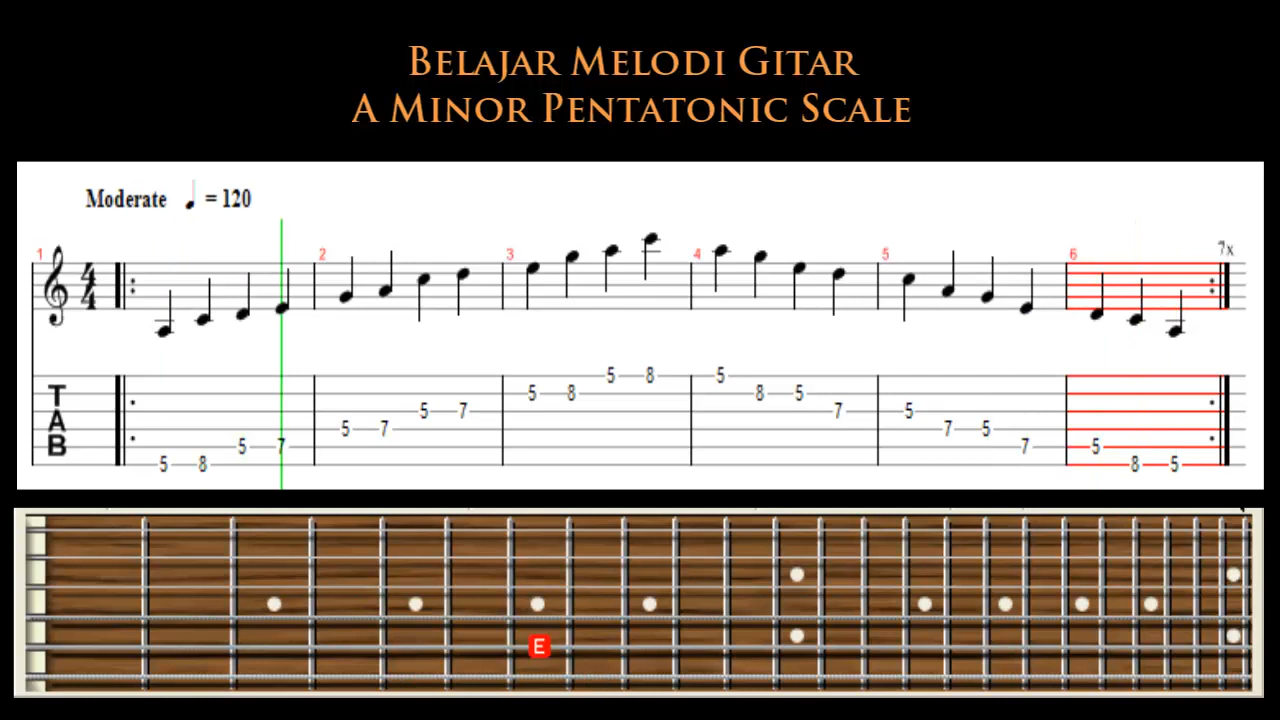 BELAJAR MELODI GITAR
A MINOR PENTATONIC SCALE
Moderate ♩ = 120
1 2 3 4 5 6 7x
4
4
T
A
B
5 8 5 5
5 8 8 5
5 7 7 5
5 7 7 5
5 7 7 5
5 8 8 5
E